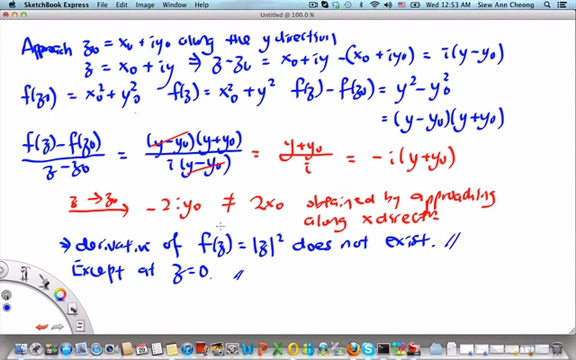 SketchBook Express File Edit Image Window Help Wed 12:53 AM Siew Ann Cheong
Untitled @ 100.0 %
Approach z0 = x0 + iy0 along the y direction
z = x0 + iy ⇒ z - z0 = x0 + iy - (x0 + iy0) = i(y - y0)
f(z0) = x0² + y0² f(z) = x0² + y² f(z) - f(z0) = y² - y0²
= (y - y0)(y + y0)
f(z) - f(z0) / z - z0 = (y - y0)(y + y0) / i(y - y0) = y + y0 / i = -i(y + y0)
z → z0 -2iy0 ≠ 2x0 obtained by approaching
along x direct
⇒ derivative of f(z) = |z|² does not exist. //
Except at z = 0. //